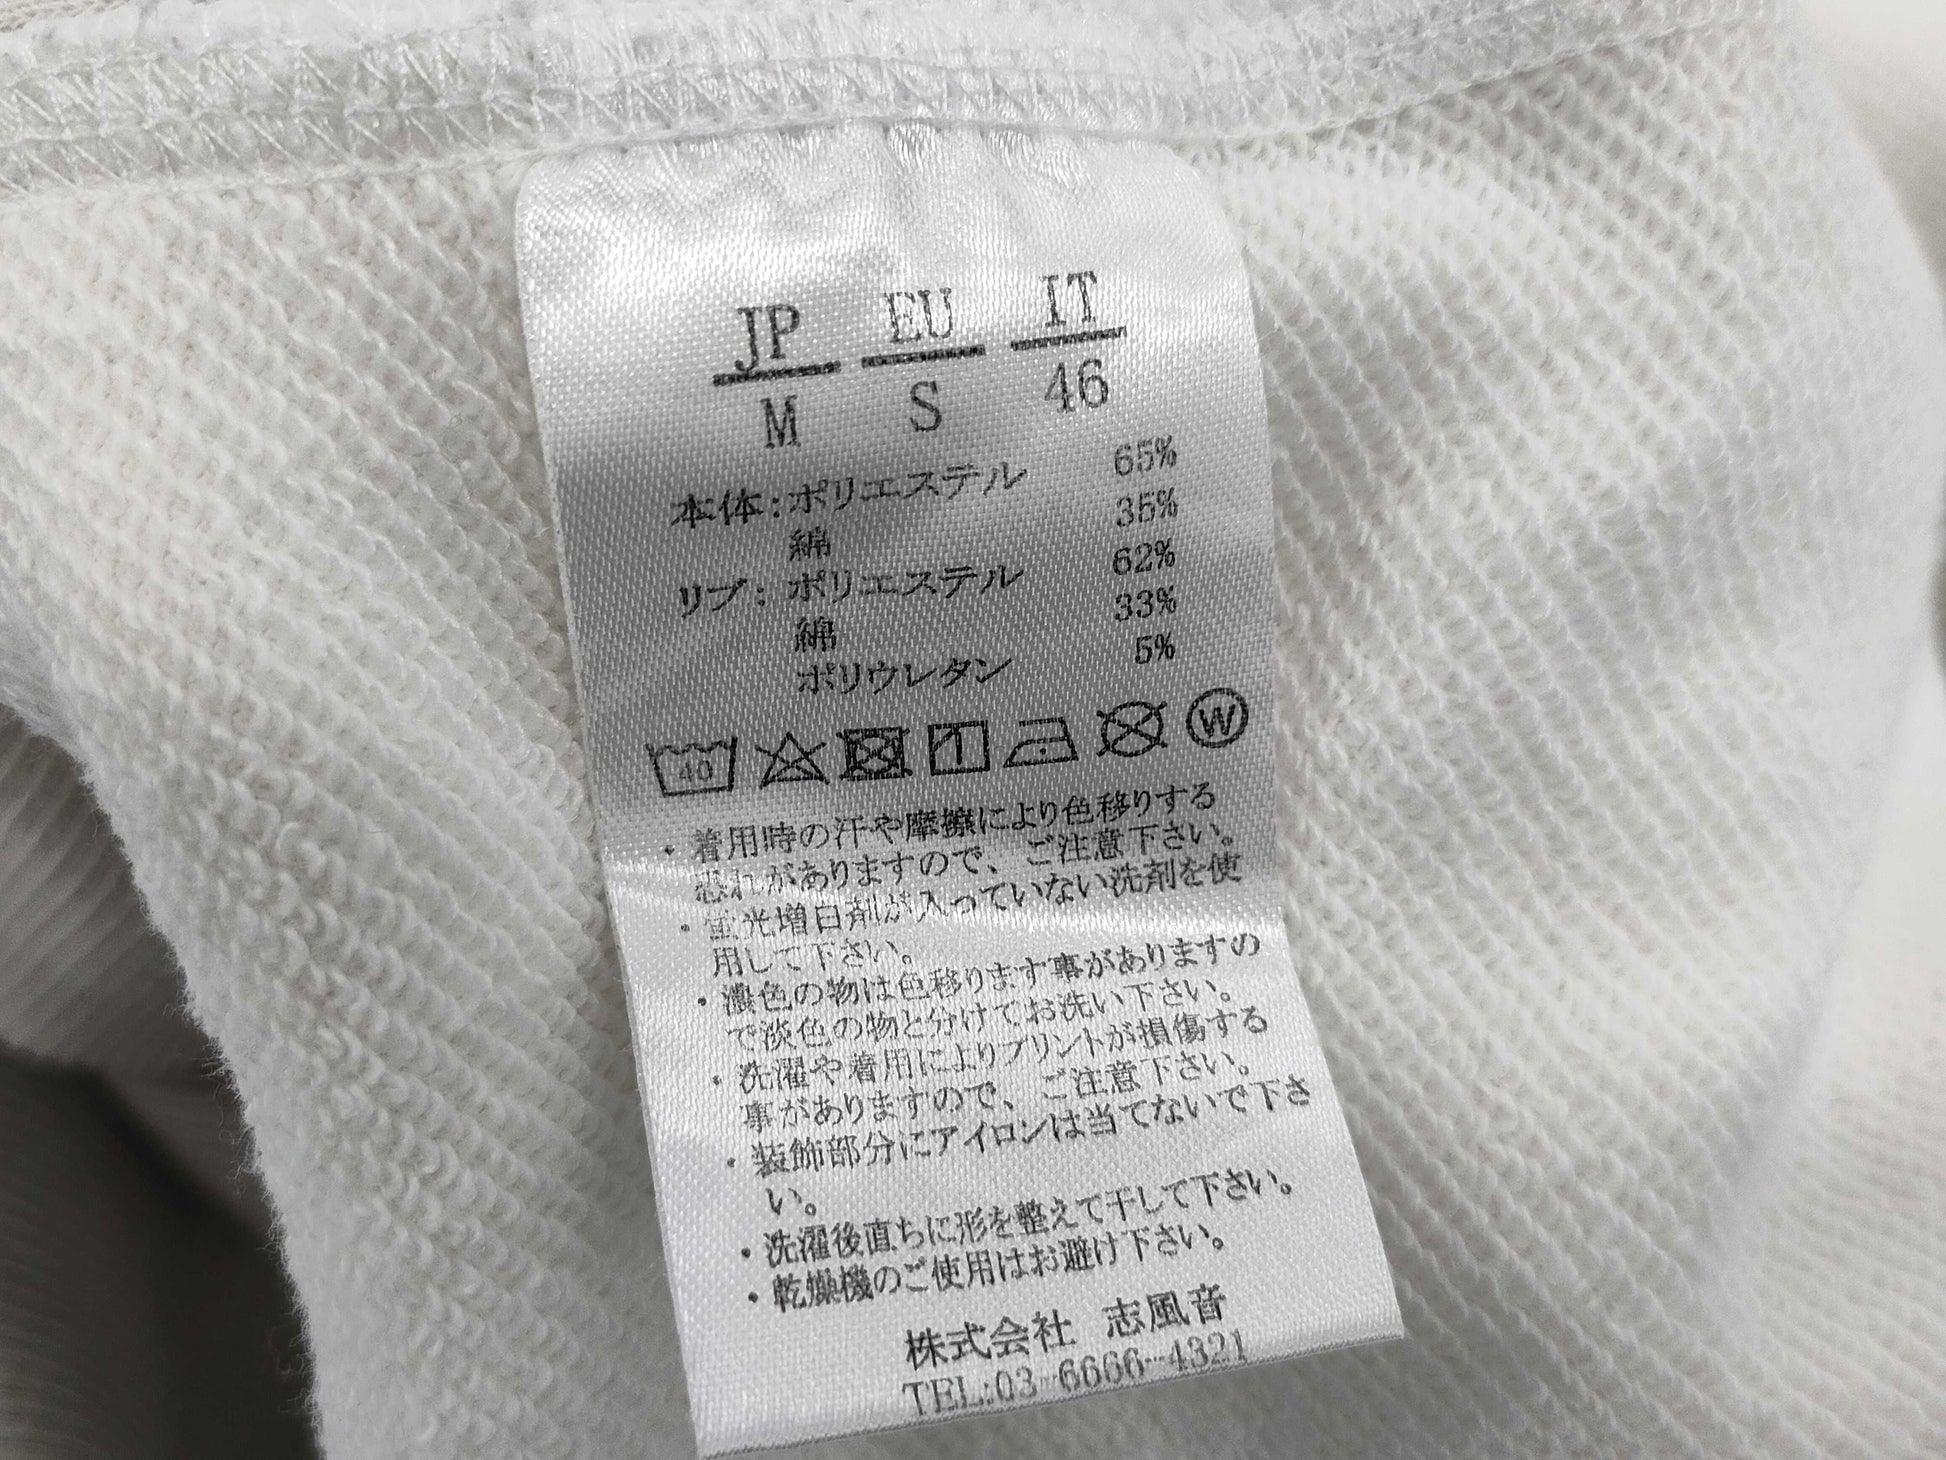 JP EU IT
M S 46
本体:ポリエステル 65%
綿 35%
リブ:ポリエステル 62%
綿 33%
ポリウレタン 5%
40 W
・着用時の汗や摩擦により色移りする
恐れがありますので、ご注意下さい。
・蛍光増白剤が入っていない洗剤を使
用して下さい。
・濃色の物は色移ります事がありますの
で淡色の物と分けてお洗い下さい。
・洗濯や着用によりプリントが損傷する
事がありますので、ご注意下さい。
・装飾部分にアイロンは当てないで下さ
い。
・洗濯後直ちに形を整えて干して下さい。
・乾燥機のご使用はお避け下さい。
株式会社 志風音
TEL:03-6666-4321